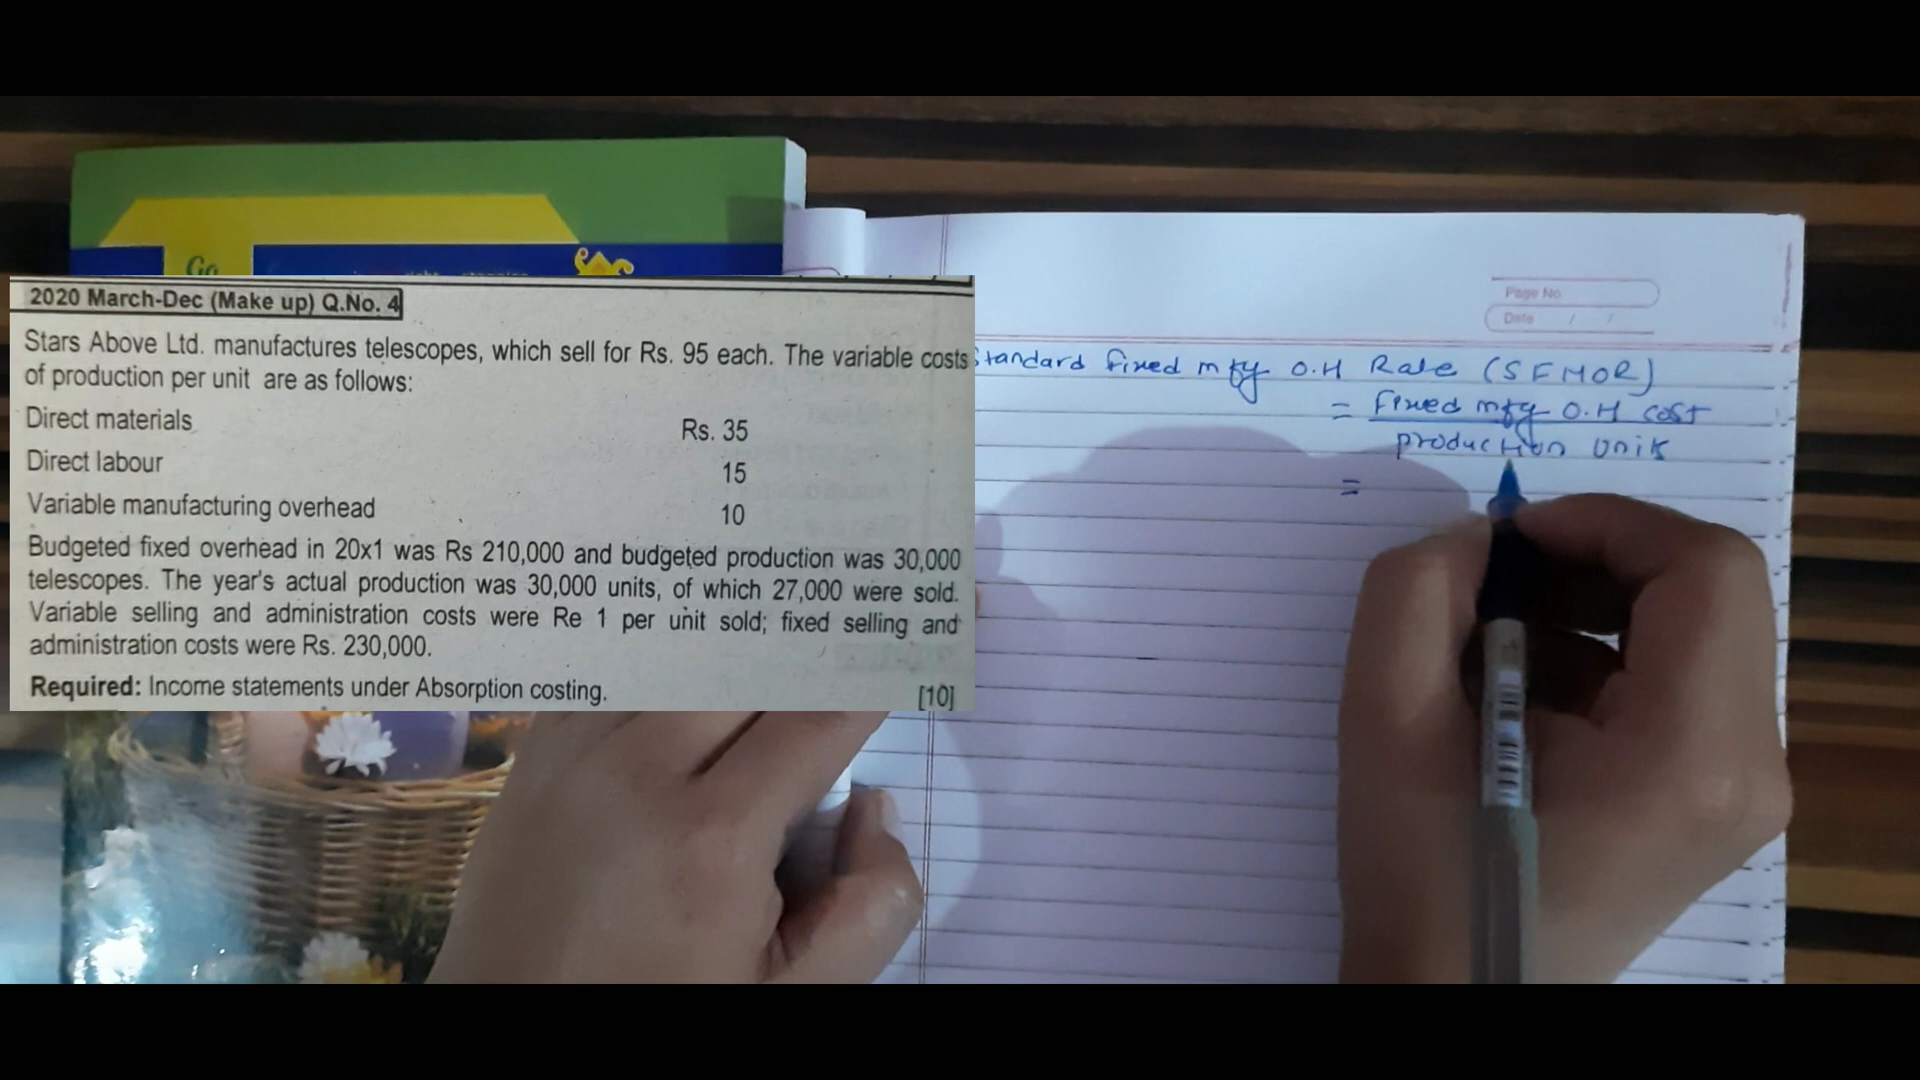 Go
2020 March-Dec (Make up) Q.No. 4
Stars Above Ltd. manufactures telescopes, which sell for Rs. 95 each. The variable costs
of production per unit are as follows:
Direct materials Rs. 35
Direct labour 15
Variable manufacturing overhead 10
Budgeted fixed overhead in 20x1 was Rs 210,000 and budgeted production was 30,000
telescopes. The year's actual production was 30,000 units, of which 27,000 were sold.
Variable selling and administration costs were Re 1 per unit sold; fixed selling and
administration costs were Rs. 230,000.
Required: Income statements under Absorption costing. [10]
Page No.
Date / /
Standard fixed mfg O.H Rate (SFMOR)
= fixed mfg O.H cost
production units
=